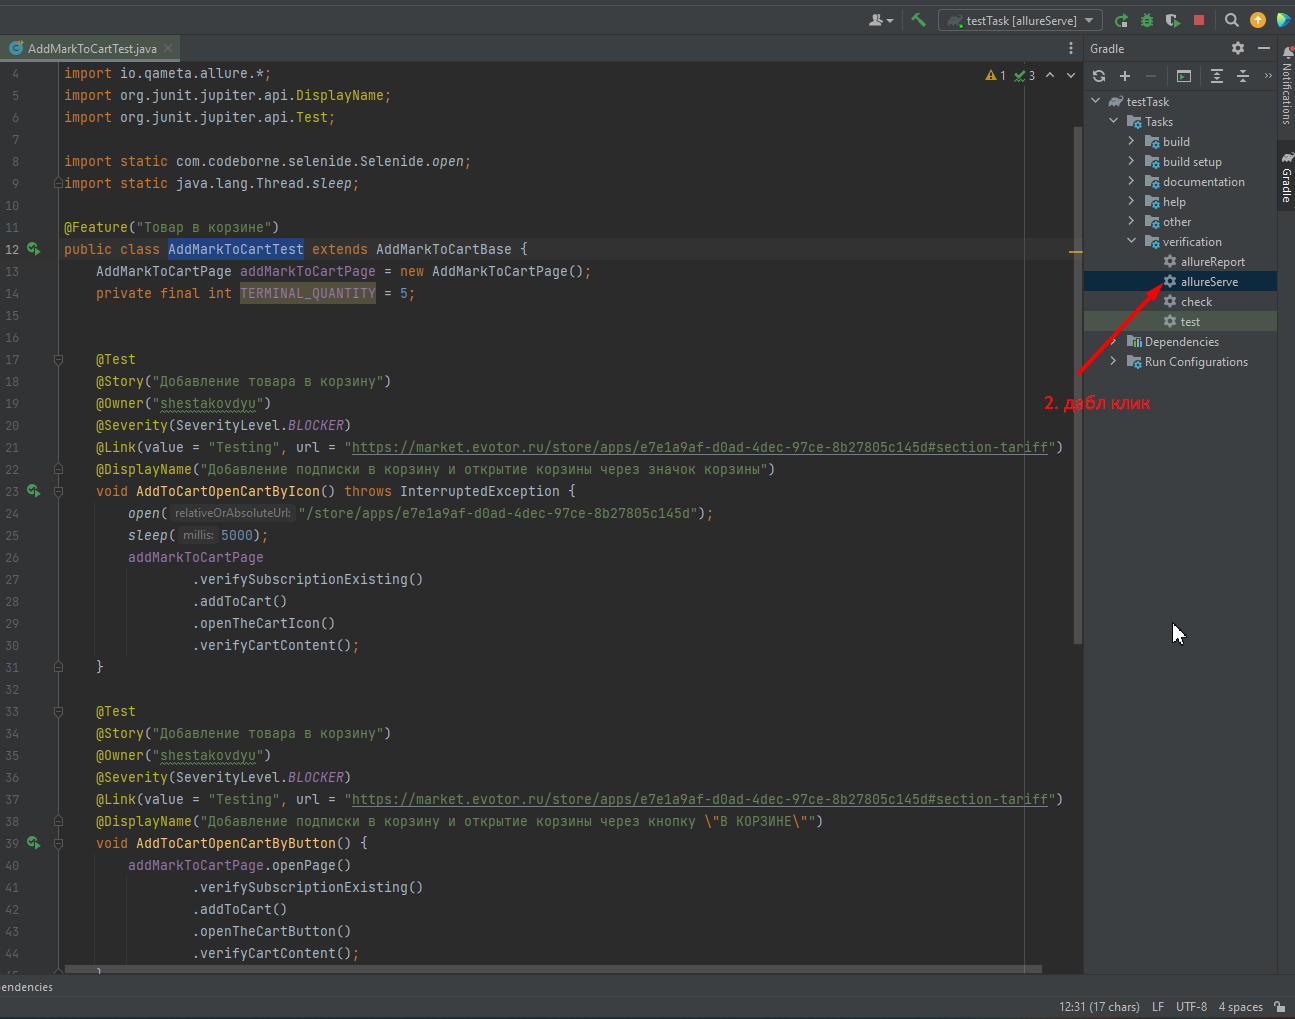 testTask [allureServe]
AddMarkToCartTest.java
Gradle
Notifications
Gradle
1 3
4 import io.qameta.allure.*;
5 import org.junit.jupiter.api.DisplayName;
6 import org.junit.jupiter.api.Test;
7
8 import static com.codeborne.selenide.Selenide.open;
9 import static java.lang.Thread.sleep;
10
11 @Feature("Товар в корзине")
12 public class AddMarkToCartTest extends AddMarkToCartBase {
13 AddMarkToCartPage addMarkToCartPage = new AddMarkToCartPage();
14 private final int TERMINAL_QUANTITY = 5;
15
16
17 @Test
18 @Story("Добавление товара в корзину")
19 @Owner("shestakovdyu")
20 @Severity(SeverityLevel.BLOCKER)
21 @Link(value = "Testing", url = "https://market.evotor.ru/store/apps/e7e1a9af-d0ad-4dec-97ce-8b27805c145d#section-tariff")
22 @DisplayName("Добавление подписки в корзину и открытие корзины через значок корзины")
23 void AddToCartOpenCartByIcon() throws InterruptedException {
24 open( relativeOrAbsoluteUrl: "/store/apps/e7e1a9af-d0ad-4dec-97ce-8b27805c145d");
25 sleep( millis: 5000);
26 addMarkToCartPage
27 .verifySubscriptionExisting()
28 .addToCart()
29 .openTheCartIcon()
30 .verifyCartContent();
31 }
32
33 @Test
34 @Story("Добавление товара в корзину")
35 @Owner("shestakovdyu")
36 @Severity(SeverityLevel.BLOCKER)
37 @Link(value = "Testing", url = "https://market.evotor.ru/store/apps/e7e1a9af-d0ad-4dec-97ce-8b27805c145d#section-tariff")
38 @DisplayName("Добавление подписки в корзину и открытие корзины через кнопку \"В КОРЗИНЕ\"")
39 void AddToCartOpenCartByButton() {
40 addMarkToCartPage.openPage()
41 .verifySubscriptionExisting()
42 .addToCart()
43 .openTheCartButton()
44 .verifyCartContent();
testTask
Tasks
build
build setup
documentation
help
other
verification
allureReport
allureServe
check
test
Dependencies
Run Configurations
2. дабл клик
endencies
12:31 (17 chars) LF UTF-8 4 spaces